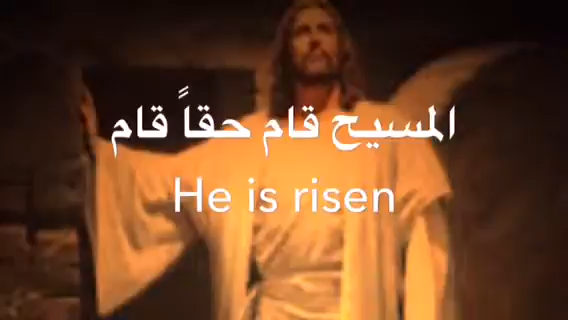 المسيح قام حقاً قام
He is risen